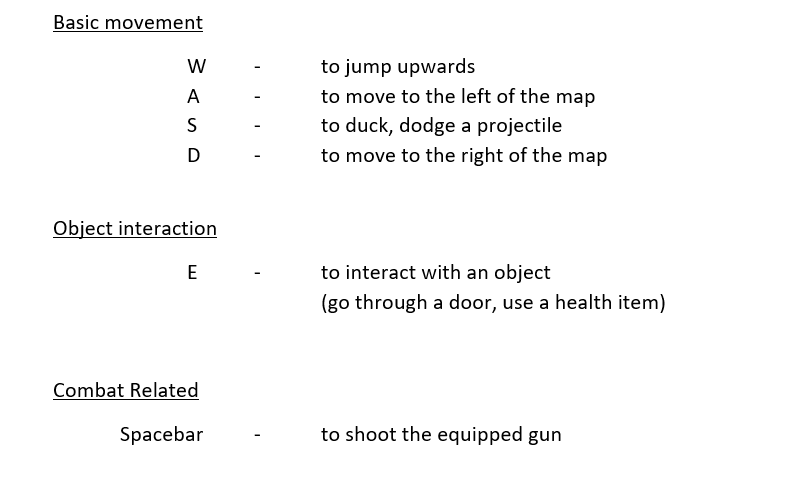 Basic movement
W - to jump upwards
A - to move to the left of the map
S - to duck, dodge a projectile
D - to move to the right of the map
Object interaction
E - to interact with an object
(go through a door, use a health item)
Combat Related
Spacebar - to shoot the equipped gun